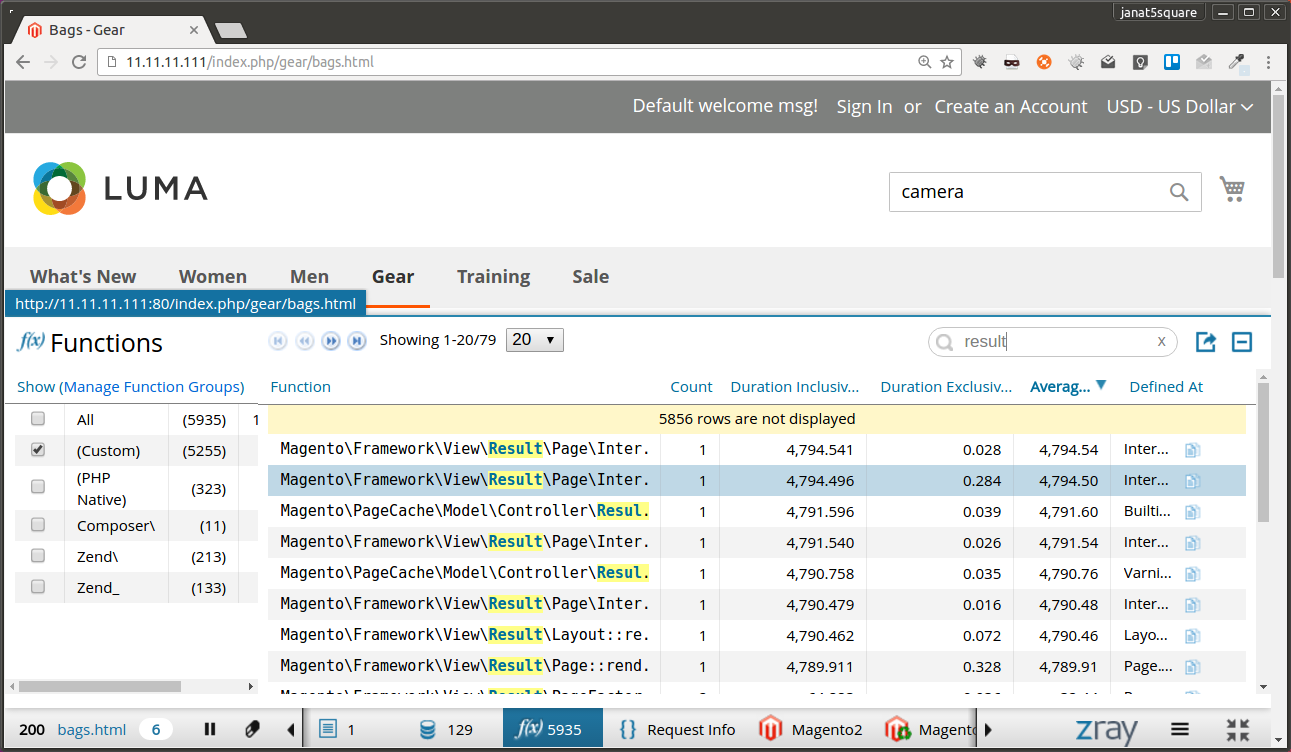 janat5square
Bags - Gear
11.11.11.111/index.php/gear/bags.html
Default welcome msg! Sign In or Create an Account USD - US Dollar
LUMA
camera
What's New Women Men Gear Training Sale
http://11.11.11.111:80/index.php/gear/bags.html
f(x) Functions Showing 1-20/79 20 result x
Show (Manage Function Groups) Function Count Duration Inclusiv... Duration Exclusiv... Averag... Defined At
All (5935) 1 5856 rows are not displayed
(Custom) (5255) Magento\Framework\View\Result\Page\Inter. 1 4,794.541 0.028 4,794.54 Inter...
(PHP Native) (323) Magento\Framework\View\Result\Page\Inter. 1 4,794.496 0.284 4,794.50 Inter...
Composer\ (11) Magento\PageCache\Model\Controller\Resul. 1 4,791.596 0.039 4,791.60 Builti...
Zend\ (213) Magento\Framework\View\Result\Page\Inter. 1 4,791.540 0.026 4,791.54 Inter...
Zend_ (133) Magento\PageCache\Model\Controller\Resul. 1 4,790.758 0.035 4,790.76 Varni...
Magento\Framework\View\Result\Page\Inter. 1 4,790.479 0.016 4,790.48 Inter...
Magento\Framework\View\Result\Layout::re. 1 4,790.462 0.072 4,790.46 Layo...
Magento\Framework\View\Result\Page::rend. 1 4,789.911 0.328 4,789.91 Page....
200 bags.html 6 1 129 f(x) 5935 {} Request Info Magento2 Magento zray